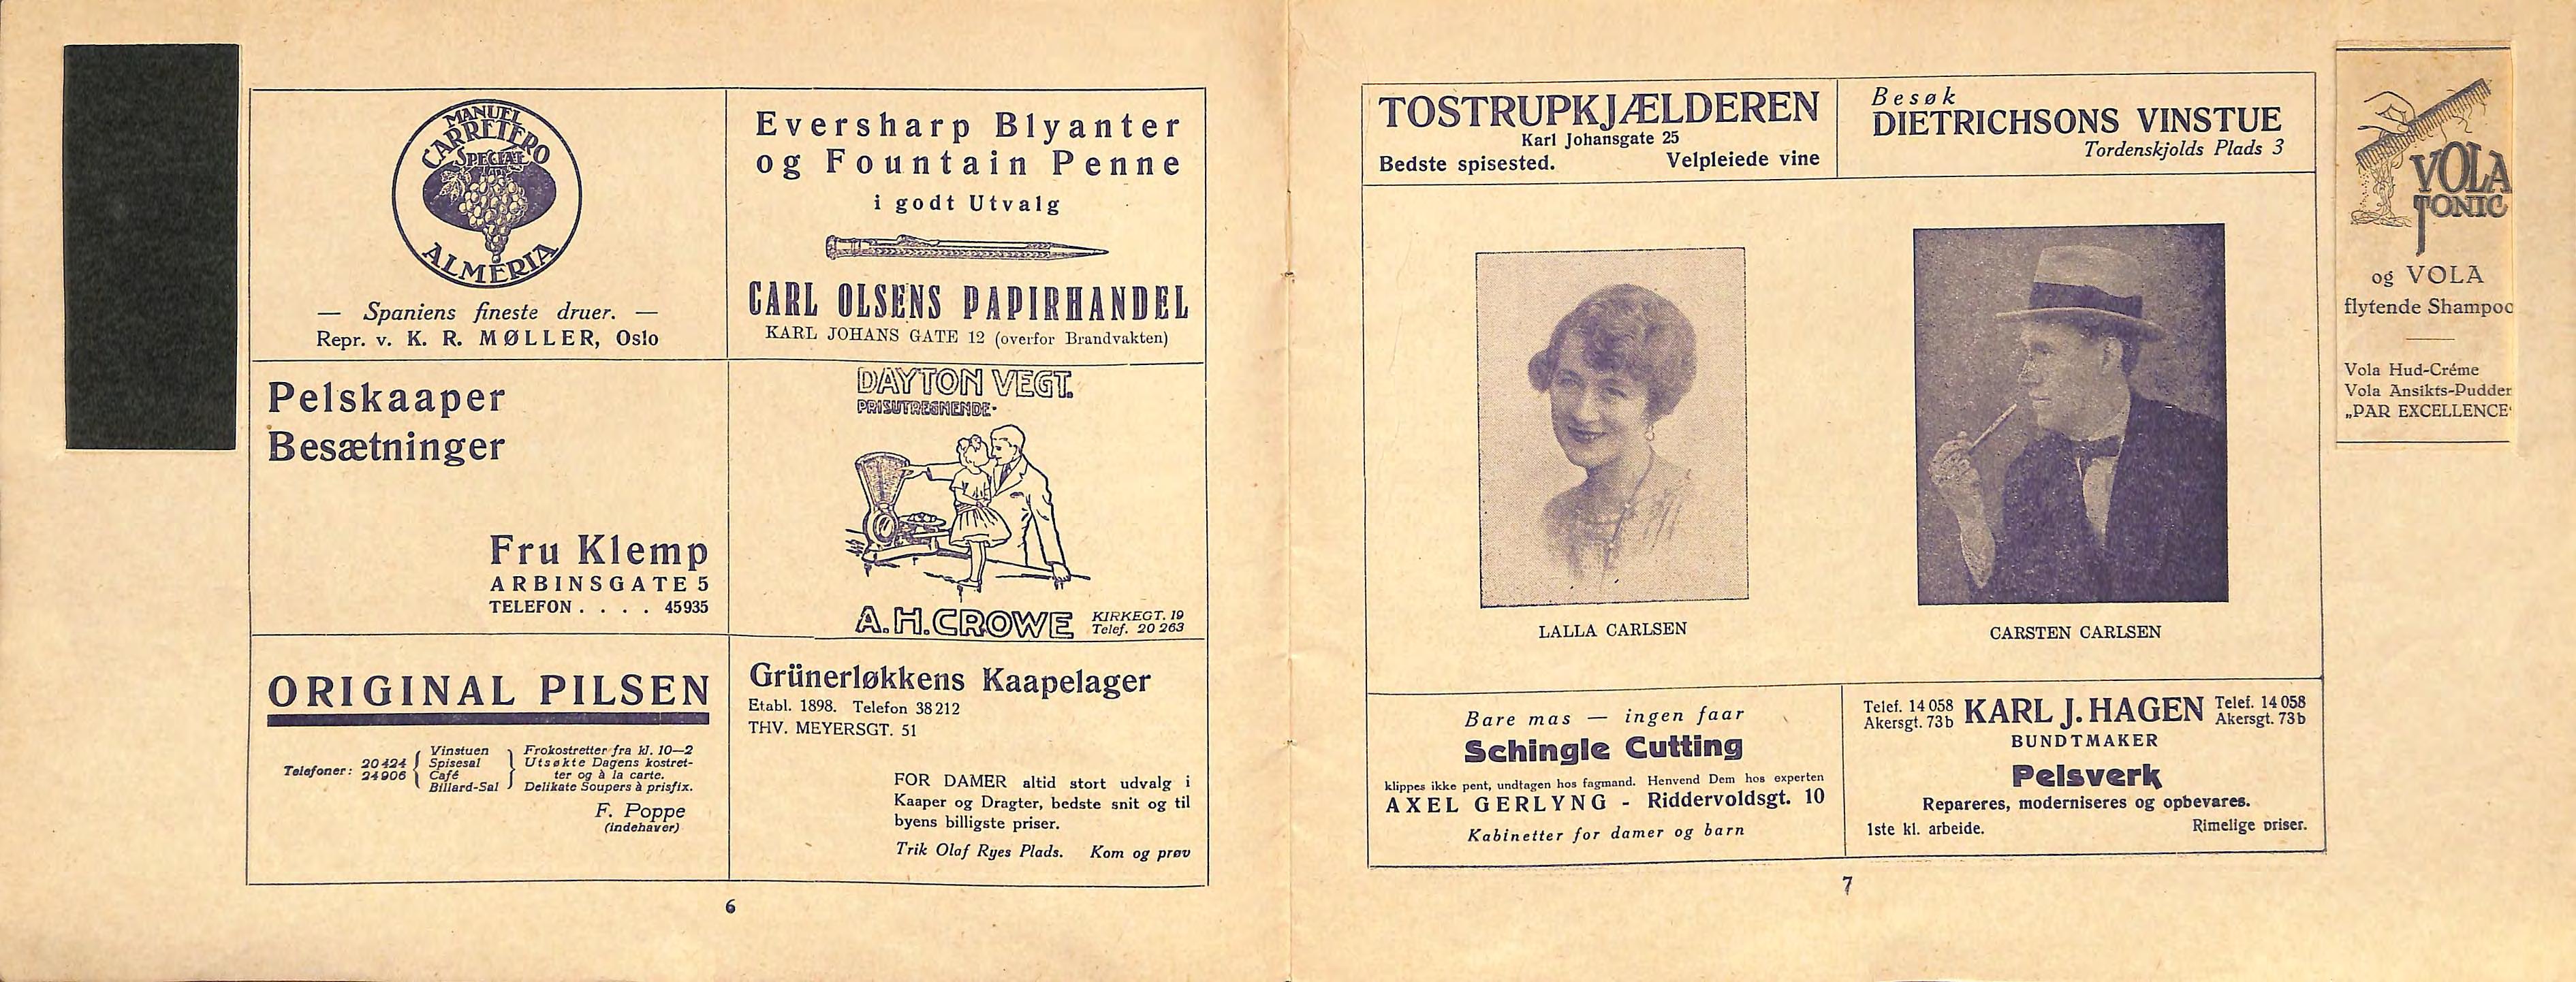 MANUEL
CARRETERO
SPECIAL
ALMERIA
— Spaniens fineste druer. —
Repr. v. K. R. MØLLER, Oslo
Eversharp Blyanter
og Fountain Penne
i godt Utvalg
CARL OLSENS PAPIRHANDEL
KARL JOHANS GATE 12 (overfor Brandvakten)
Pelskaaper
Besætninger
Fru Klemp
ARBINSGATE 5
TELEFON . . . . 45935
DAYTON VEGT.
PRISUTREGNENDE-
A.H.CROWE
KIRKEGT. 19
Telef. 20 263
ORIGINAL PILSEN
Telefoner: 20424 24906
Vinstuen
Spisesal
Café
Billard-Sal
Frokostretter fra kl. 10—2
Utsøkte Dagens kostret-
ter og à la carte.
Delikate Soupers à prisfix.
F. Poppe
(indehaver)
Grünerløkkens Kaapelager
Etabl. 1898. Telefon 38212
THV. MEYERSGT. 51
FOR DAMER altid stort udvalg i
Kaaper og Dragter, bedste snit og til
byens billigste priser.
Trik Olaf Ryes Plads. Kom og prøv
6
TOSTRUPKJÆLDEREN
Karl Johansgate 25
Bedste spisested. Velpleiede vine
Besøk
DIETRICHSONS VINSTUE
Tordenskjolds Plads 3
LALLA CARLSEN
CARSTEN CARLSEN
Bare mas — ingen faar
Schingle Cutting
klippes ikke pent, undtagen hos fagmand. Henvend Dem hos experten
AXEL GERLYNG - Riddervoldsgt. 10
Kabinetter for damer og barn
Telef. 14 058
Akersgt. 73b
KARL J. HAGEN
Telef. 14 058
Akersgt. 73b
BUNDTMAKER
Pelsverk
Repareres, moderniseres og opbevares.
1ste kl. arbeide. Rimelige priser.
7
VOLA
TONIC
og VOLA
flytende Shampoo
Vola Hud-Créme
Vola Ansikts-Pudder
„PAR EXCELLENCE"